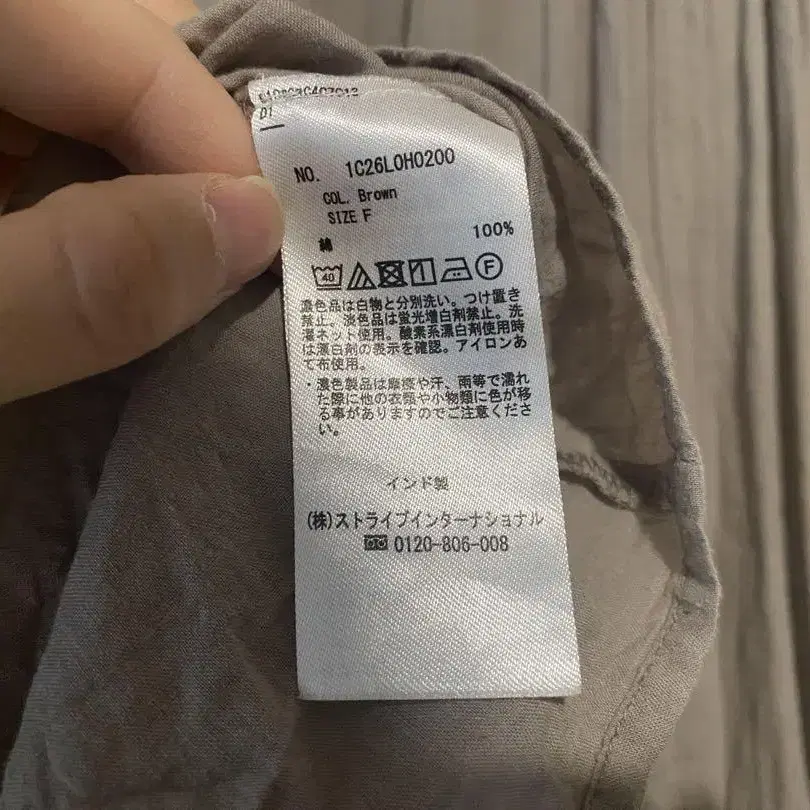 D1
NO. 1C26L0H0200
COL. Brown
SIZE F
綿 100%
40 F
濃色品は白物と分別洗い。つけ置き
禁止。淡色品は蛍光増白剤禁止。洗
濯ネット使用。酸素系漂白剤使用時
は漂白剤の表示を確認。アイロンあ
て布使用。
・濃色製品は摩擦や汗、雨等で濡れ
た際に他の衣類や小物類に色が移
る事がありますのでご注意くださ
い。
インド製
(株)ストライプインターナショナル
0120-806-008